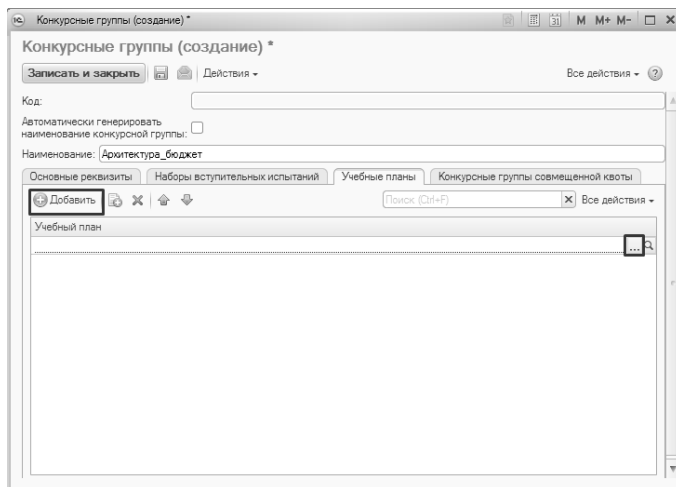 Конкурсные группы (создание) *
31 M M+ M-
Конкурсные группы (создание) *
Записать и закрыть Действия Все действия ?
Код:
Автоматически генерировать
наименование конкурсной группы:
Наименование: Архитектура_бюджет
Основные реквизиты Наборы вступительных испытаний Учебные планы Конкурсные группы совмещенной квоты
Добавить Поиск (Ctrl+F) Все действия
Учебный план
...